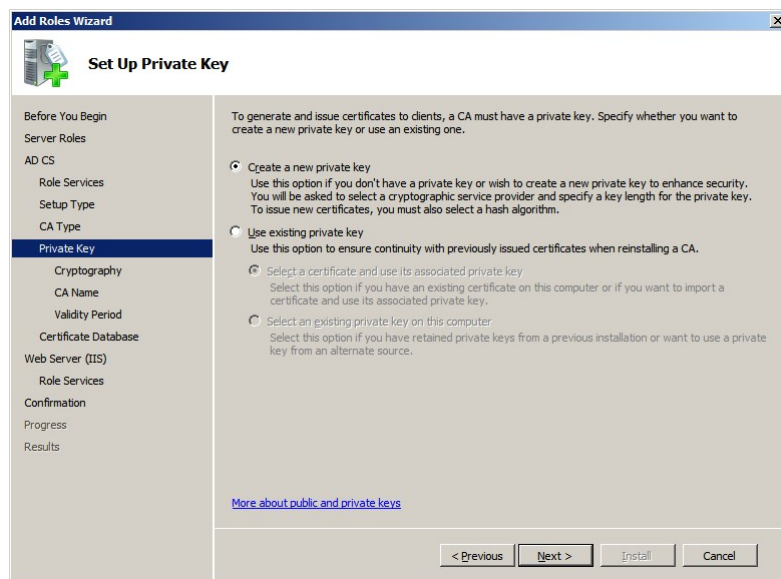 Add Roles Wizard
Set Up Private Key
Before You Begin
Server Roles
AD CS
Role Services
Setup Type
CA Type
Private Key
Cryptography
CA Name
Validity Period
Certificate Database
Web Server (IIS)
Role Services
Confirmation
Progress
Results
To generate and issue certificates to clients, a CA must have a private key. Specify whether you want to
create a new private key or use an existing one.
Create a new private key
Use this option if you don't have a private key or wish to create a new private key to enhance security.
You will be asked to select a cryptographic service provider and specify a key length for the private key.
To issue new certificates, you must also select a hash algorithm.
Use existing private key
Use this option to ensure continuity with previously issued certificates when reinstalling a CA.
Select a certificate and use its associated private key
Select this option if you have an existing certificate on this computer or if you want to import a
certificate and use its associated private key.
Select an existing private key on this computer
Select this option if you have retained private keys from a previous installation or want to use a private
key from an alternate source.
More about public and private keys
< Previous
Next >
Install
Cancel